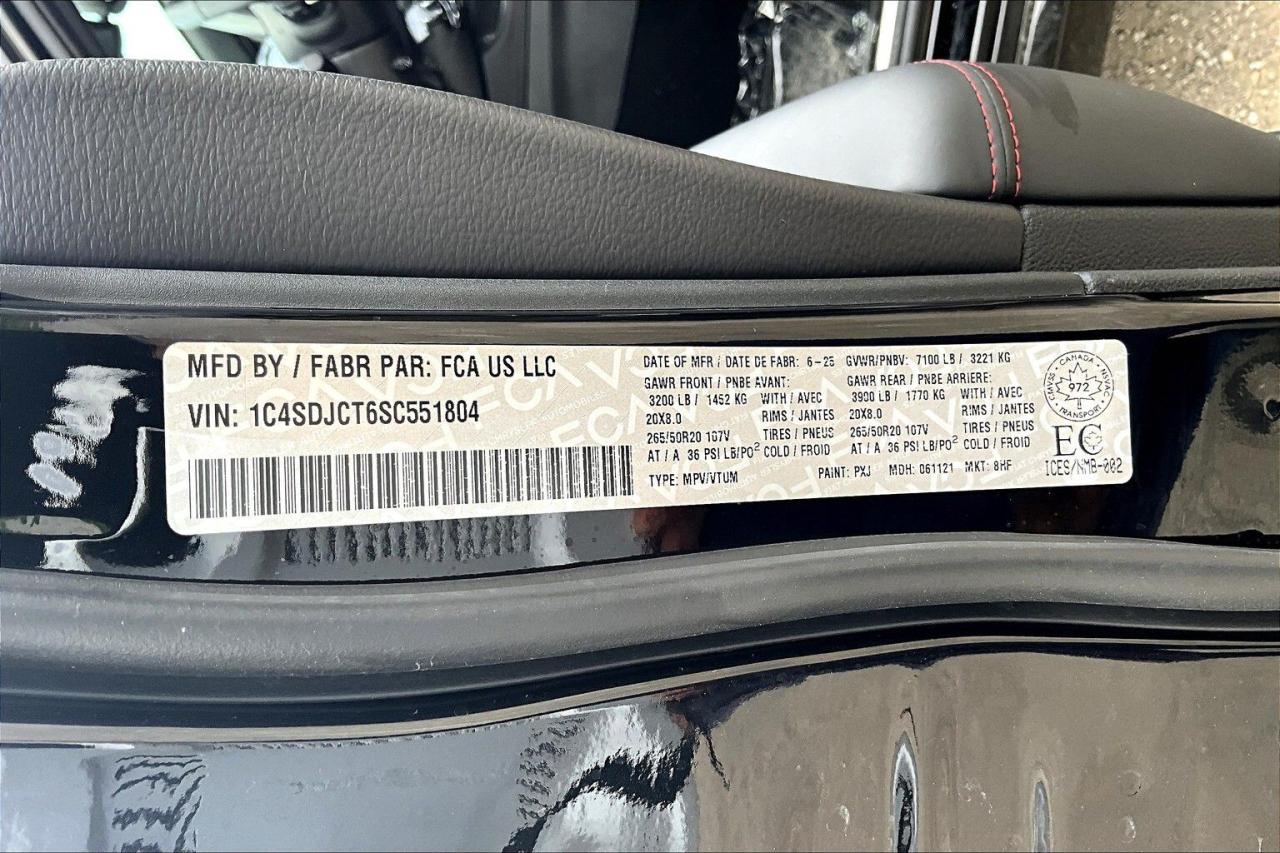 MFD BY / FABR PAR: FCA US LLC
VIN: 1C4SDJCT6SC551804
DATE OF MFR / DATE DE FABR: 6-25 GVWR/PNBV: 7100 LB / 3221 KG
GAWR FRONT / PNBE AVANT: GAWR REAR / PNBE ARRIERE:
3200 LB / 1452 KG WITH / AVEC 3900 LB / 1770 KG WITH / AVEC
20X8.0 RIMS / JANTES 20X8.0 RIMS / JANTES
265/50R20 107V TIRES / PNEUS 265/50R20 107V TIRES / PNEUS
AT / A 36 PSI LB/PO² COLD / FROID AT / A 36 PSI LB/PO² COLD / FROID
TYPE: MPV/VTUM PAINT: PXJ MDH: 061121 MKT: 8HF
CANADA
CMVSS NVSAC
972
TRANSPORT
EC
ICES/NMB-002